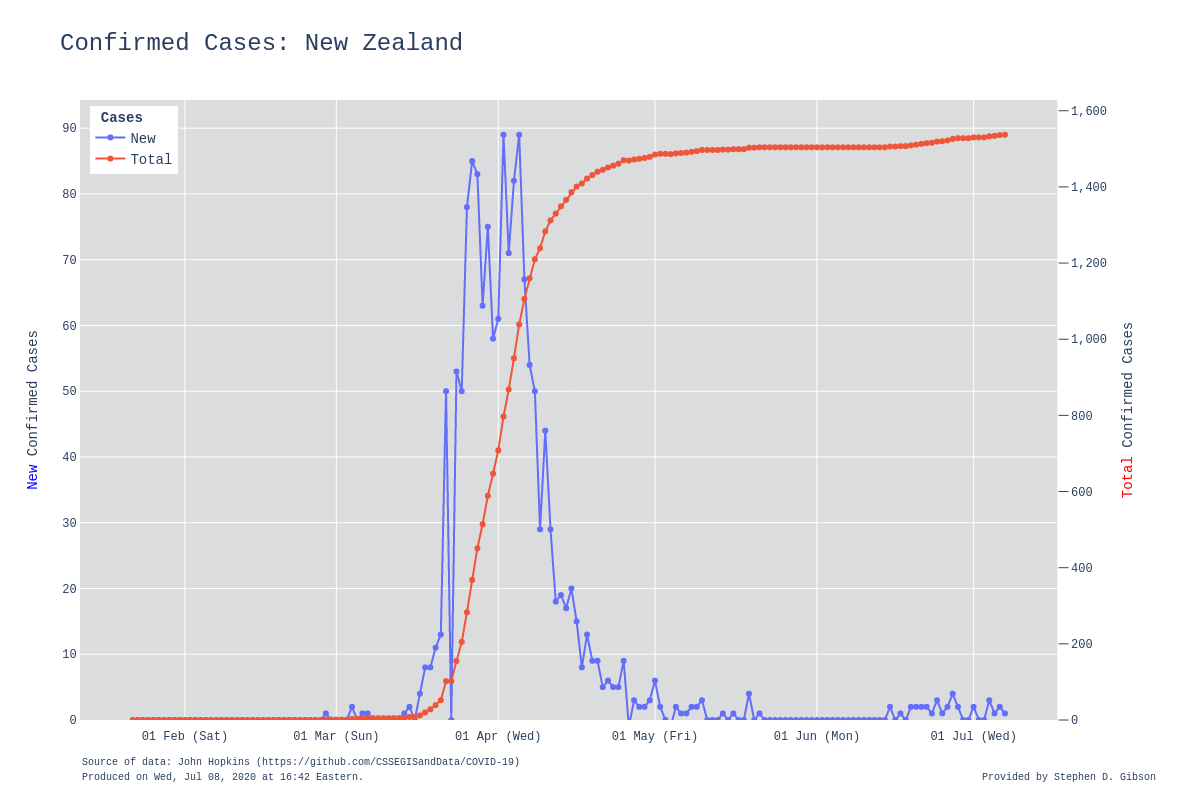 Confirmed Cases: New Zealand
Cases
New
Total
90
80
70
60
50
40
30
20
10
0
New Confirmed Cases
1,600
1,400
1,200
1,000
800
600
400
200
0
Total Confirmed Cases
01 Feb (Sat) 01 Mar (Sun) 01 Apr (Wed) 01 May (Fri) 01 Jun (Mon) 01 Jul (Wed)
Source of data: John Hopkins (https://github.com/CSSEGISandData/COVID-19)
Produced on Wed, Jul 08, 2020 at 16:42 Eastern.
Provided by Stephen D. Gibson